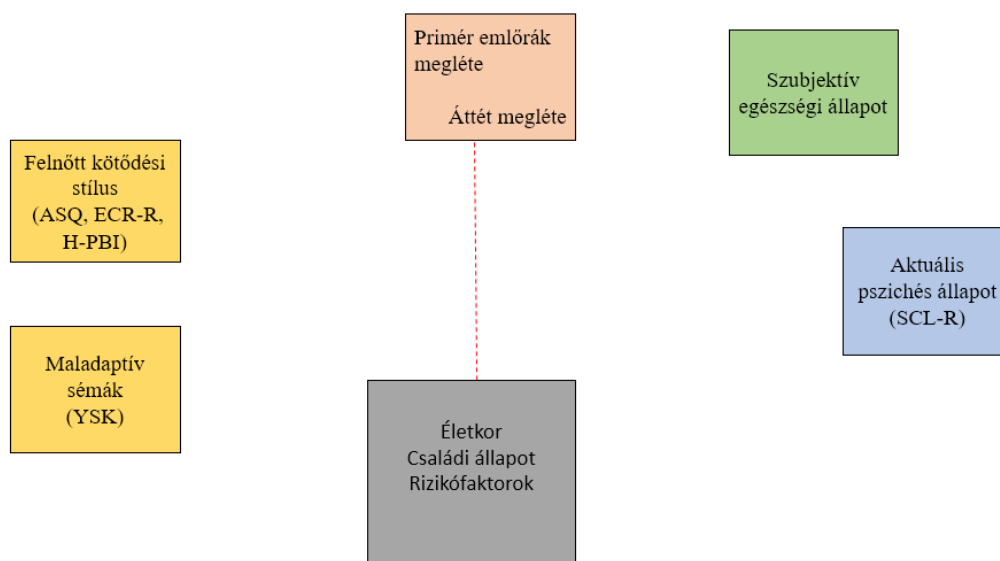 Primér emlőrák
megléte
Áttét megléte
Szubjektív
egészségi állapot
Felnőtt kötődési
stílus
(ASQ, ECR-R,
H-PBI)
Aktuális
pszichés állapot
(SCL-R)
Maladaptív
sémák
(YSK)
Életkor
Családi állapot
Rizikófaktorok